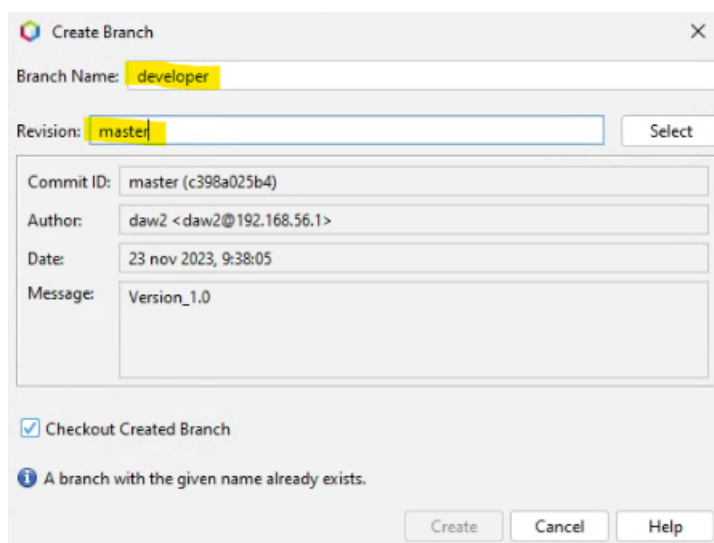 Create Branch
Branch Name: developer
Revision: master Select
Commit ID: master (c398a025b4)
Author: daw2 <daw2@192.168.56.1>
Date: 23 nov 2023, 9:38:05
Message: Version_1.0
Checkout Created Branch
A branch with the given name already exists.
Create Cancel Help